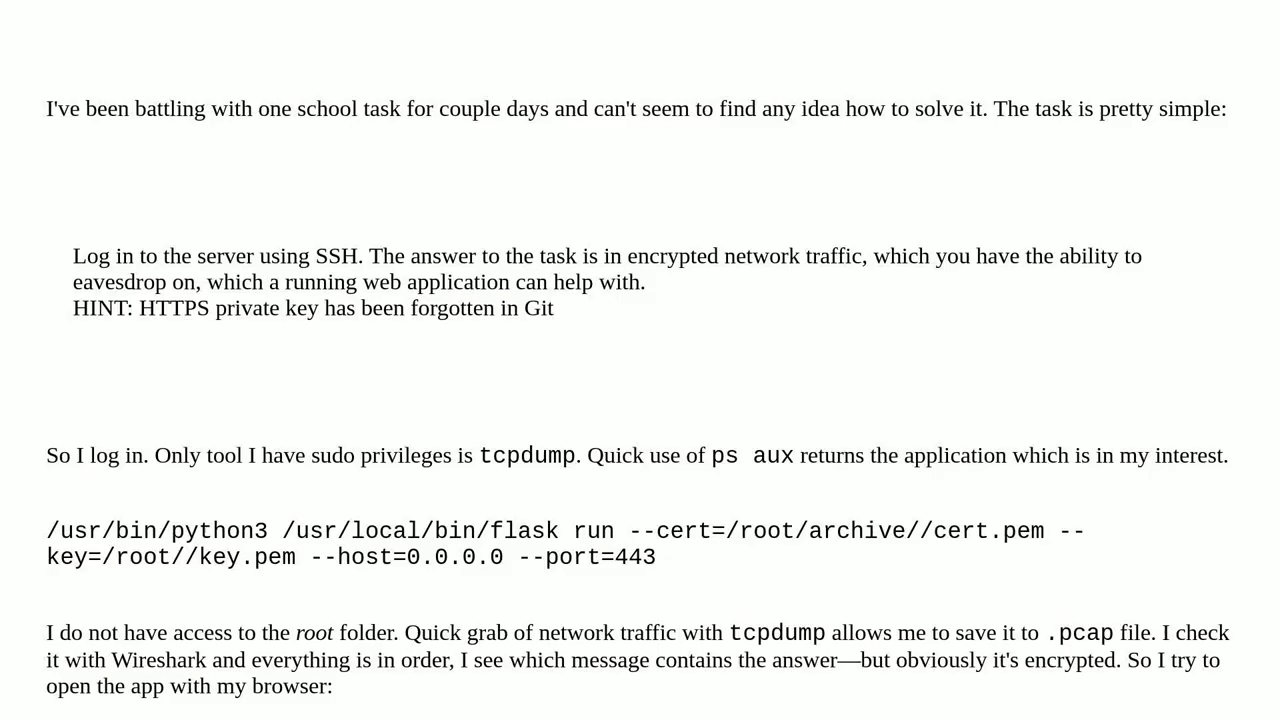 I've been battling with one school task for couple days and can't seem to find any idea how to solve it. The task is pretty simple:
Log in to the server using SSH. The answer to the task is in encrypted network traffic, which you have the ability to
eavesdrop on, which a running web application can help with.
HINT: HTTPS private key has been forgotten in Git
So I log in. Only tool I have sudo privileges is tcpdump. Quick use of ps aux returns the application which is in my interest.
/usr/bin/python3 /usr/local/bin/flask run --cert=/root/archive//cert.pem --
key=/root//key.pem --host=0.0.0.0 --port=443
I do not have access to the root folder. Quick grab of network traffic with tcpdump allows me to save it to .pcap file. I check
it with Wireshark and everything is in order, I see which message contains the answer—but obviously it's encrypted. So I try to
open the app with my browser: